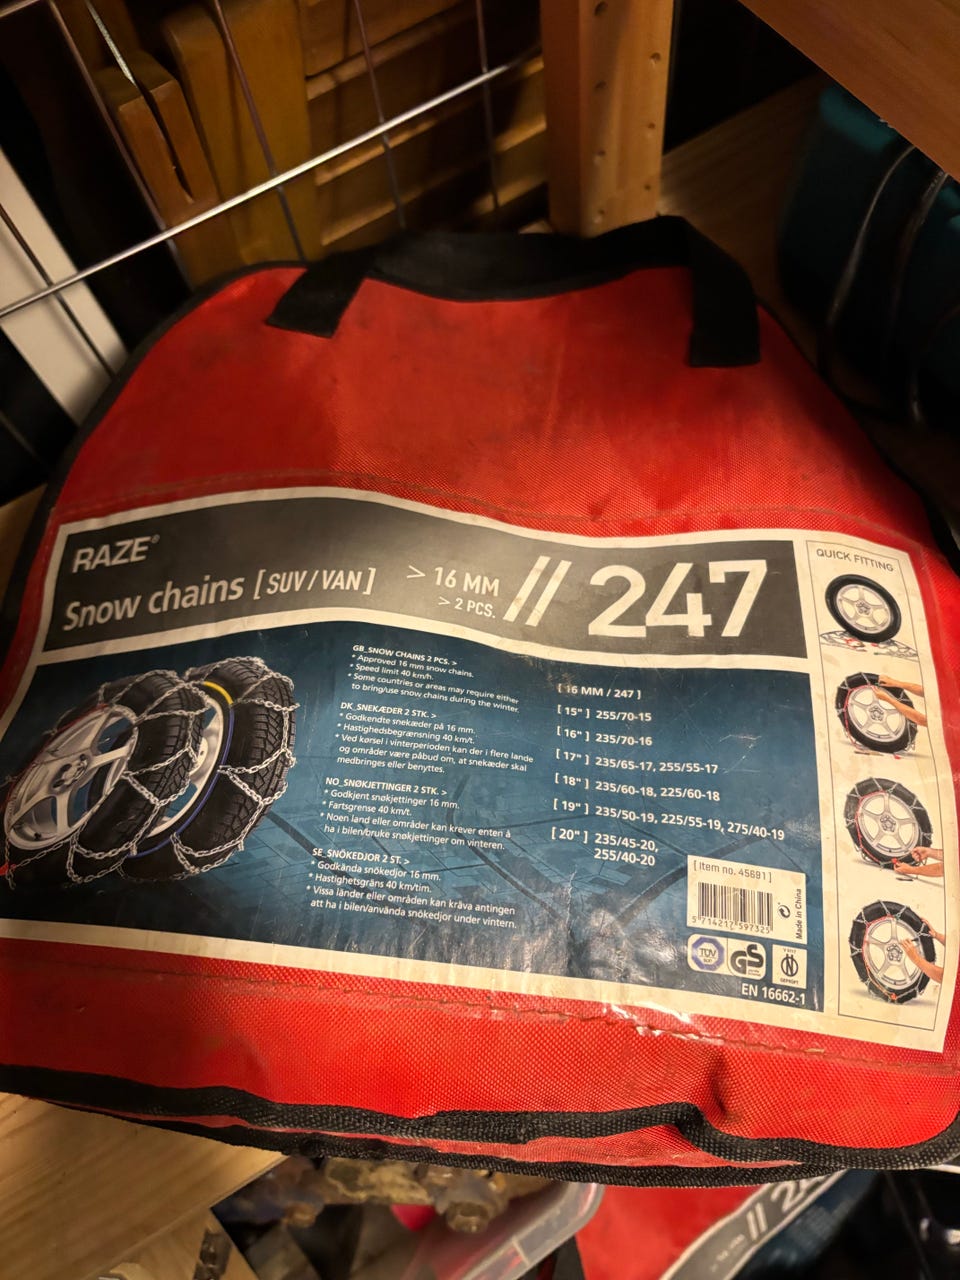 RAZE®
Snow chains [ SUV / VAN ]
> 16 MM
> 2 PCS.
// 247
QUICK FITTING
GB_SNOW CHAINS 2 PCS. >
* Approved 16 mm snow chains.
* Speed limit 40 km/h.
* Some countries or areas may require either
to bring/use snow chains during the winter.
DK_SNEKÆDER 2 STK. >
* Godkendte snekæder på 16 mm.
* Hastighedsbegrænsning 40 km/t.
* Ved kørsel i vinterperioden kan der i flere lande
og områder være påbud om, at snekæder skal
medbringes eller benyttes.
NO_SNØKJETTINGER 2 STK. >
* Godkjent snøkjettinger 16 mm.
* Fartsgrense 40 km/t.
* Noen land eller områder kan krever enten å
ha i bilen/bruke snøkjettinger om vinteren.
SE_SNÖKEDJOR 2 ST. >
* Godkända snökedjor 16 mm.
* Hastighetsgräns 40 km/tim.
* Vissa länder eller områden kan kräva antingen
att ha i bilen/använda snökedjor under vintern.
[ 16 MM / 247 ]
[ 15" ] 255/70-15
[ 16" ] 235/70-16
[ 17" ] 235/65-17, 255/55-17
[ 18" ] 235/60-18, 225/60-18
[ 19" ] 235/50-19, 225/55-19, 275/40-19
[ 20" ] 235/45-20,
255/40-20
[ Item no. 45691 ]
5 714217 597325
Made in China
TÜV
GS
EN 16662-1
// 2